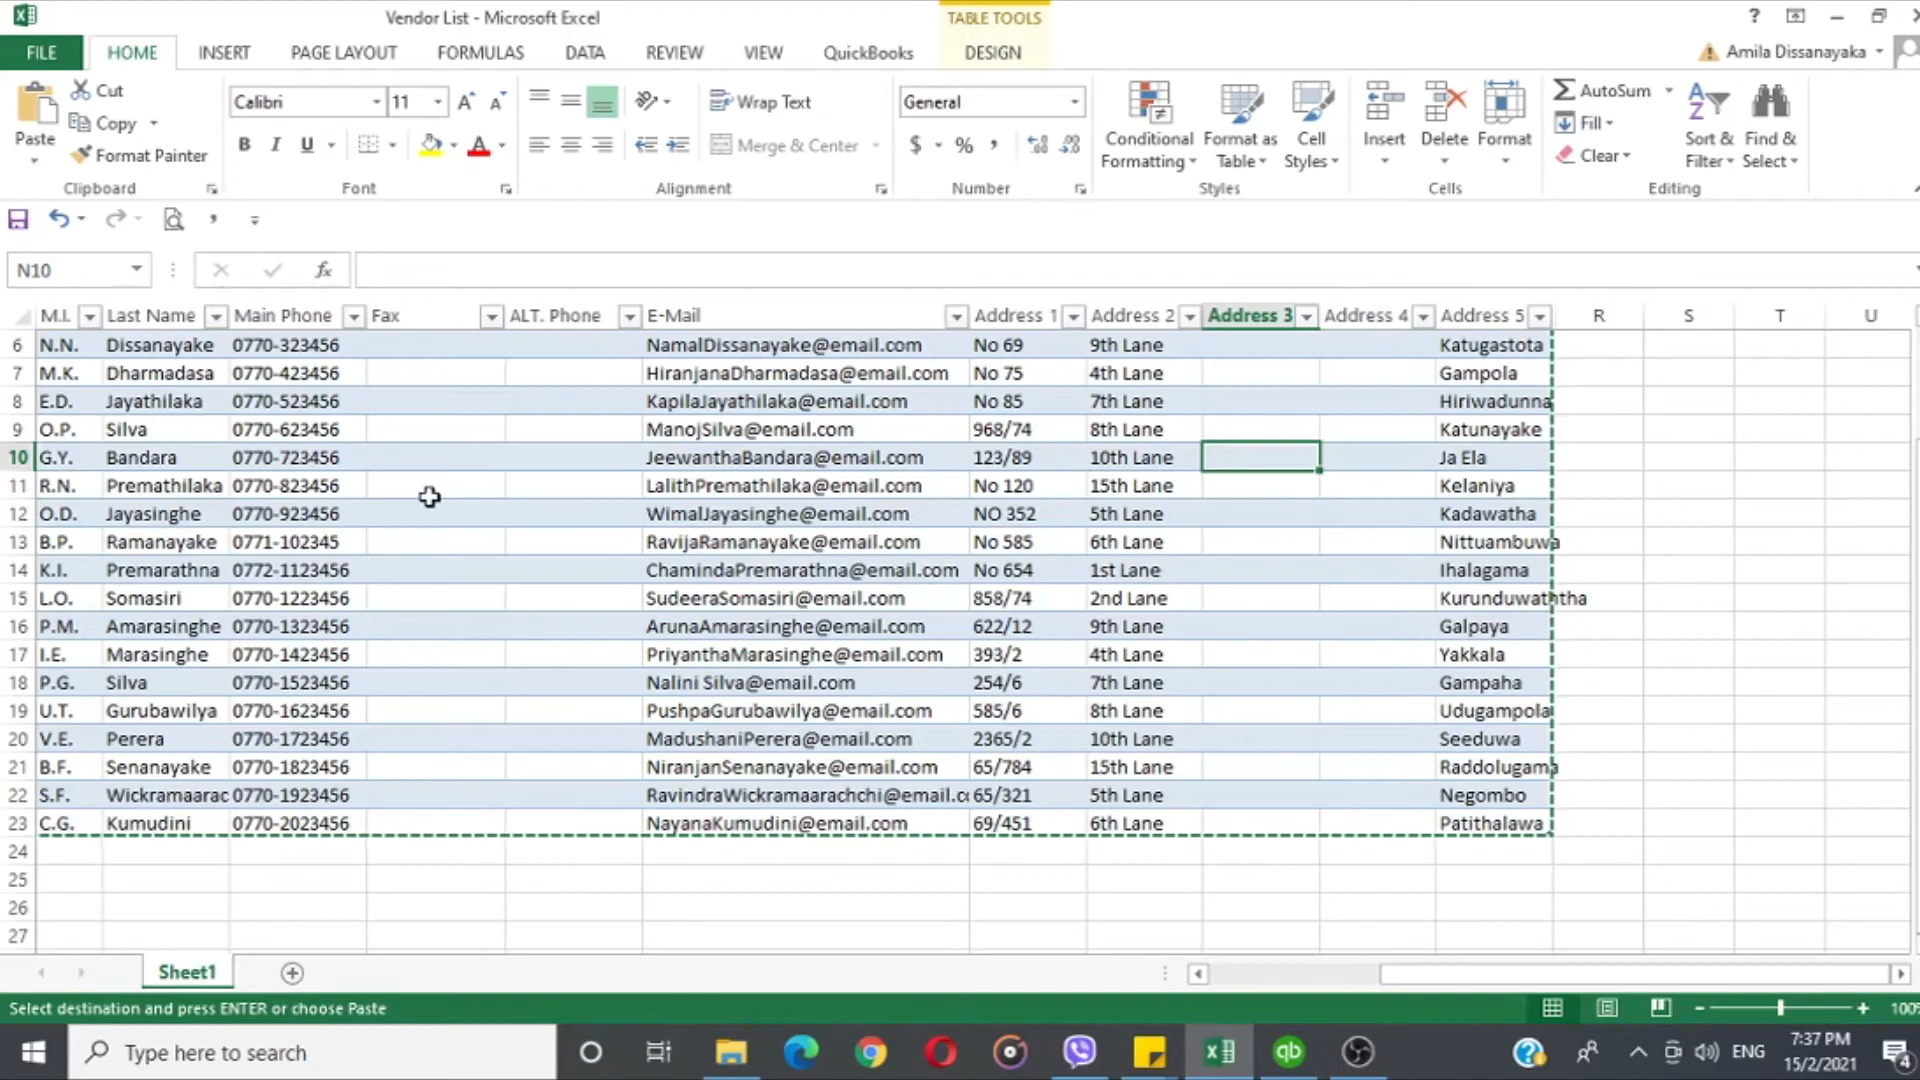 Vendor List - Microsoft Excel
TABLE TOOLS
?
FILE HOME INSERT PAGE LAYOUT FORMULAS DATA REVIEW VIEW QuickBooks DESIGN
Amila Dissanayaka
Paste
Cut
Copy
Format Painter
Clipboard
Calibri 11
B I U
Font
Wrap Text
Merge & Center
Alignment
General
$ % ,
Number
Conditional Formatting
Format as Table
Cell Styles
Styles
Insert Delete Format
Cells
AutoSum
Fill
Clear
Sort & Filter
Find & Select
Editing
N10 fx
M.I. Last Name Main Phone Fax ALT. Phone E-Mail Address 1 Address 2 Address 3 Address 4 Address 5 R S T U
6 N.N. Dissanayake 0770-323456 NamalDissanayake@email.com No 69 9th Lane Katugastota
7 M.K. Dharmadasa 0770-423456 HiranjanaDharmadasa@email.com No 75 4th Lane Gampola
8 E.D. Jayathilaka 0770-523456 KapilaJayathilaka@email.com No 85 7th Lane Hiriwadunna
9 O.P. Silva 0770-623456 ManojSilva@email.com 968/74 8th Lane Katunayake
10 G.Y. Bandara 0770-723456 JeewanthaBandara@email.com 123/89 10th Lane Ja Ela
11 R.N. Premathilaka 0770-823456 LalithPremathilaka@email.com No 120 15th Lane Kelaniya
12 O.D. Jayasinghe 0770-923456 WimalJayasinghe@email.com NO 352 5th Lane Kadawatha
13 B.P. Ramanayake 0771-102345 RavijaRamanayake@email.com No 585 6th Lane Nittuambuwa
14 K.I. Premarathna 0772-1123456 ChamindaPremarathna@email.com No 654 1st Lane Ihalagama
15 L.O. Somasiri 0770-1223456 SudeeraSomasiri@email.com 858/74 2nd Lane Kurunduwaththa
16 P.M. Amarasinghe 0770-1323456 ArunaAmarasinghe@email.com 622/12 9th Lane Galpaya
17 I.E. Marasinghe 0770-1423456 PriyanthaMarasinghe@email.com 393/2 4th Lane Yakkala
18 P.G. Silva 0770-1523456 Nalini Silva@email.com 254/6 7th Lane Gampaha
19 U.T. Gurubawilya 0770-1623456 PushpaGurubawilya@email.com 585/6 8th Lane Udugampola
20 V.E. Perera 0770-1723456 MadushaniPerera@email.com 2365/2 10th Lane Seeduwa
21 B.F. Senanayake 0770-1823456 NiranjanSenanayake@email.com 65/784 15th Lane Raddolugama
22 S.F. Wickramaarac 0770-1923456 RavindraWickramaarachchi@email.co 65/321 5th Lane Negombo
23 C.G. Kumudini 0770-2023456 NayanaKumudini@email.com 69/451 6th Lane Patithalawa
24
25
26
27
Sheet1
Select destination and press ENTER or choose Paste
100%
Type here to search
qb
ENG
7:37 PM
15/2/2021
4